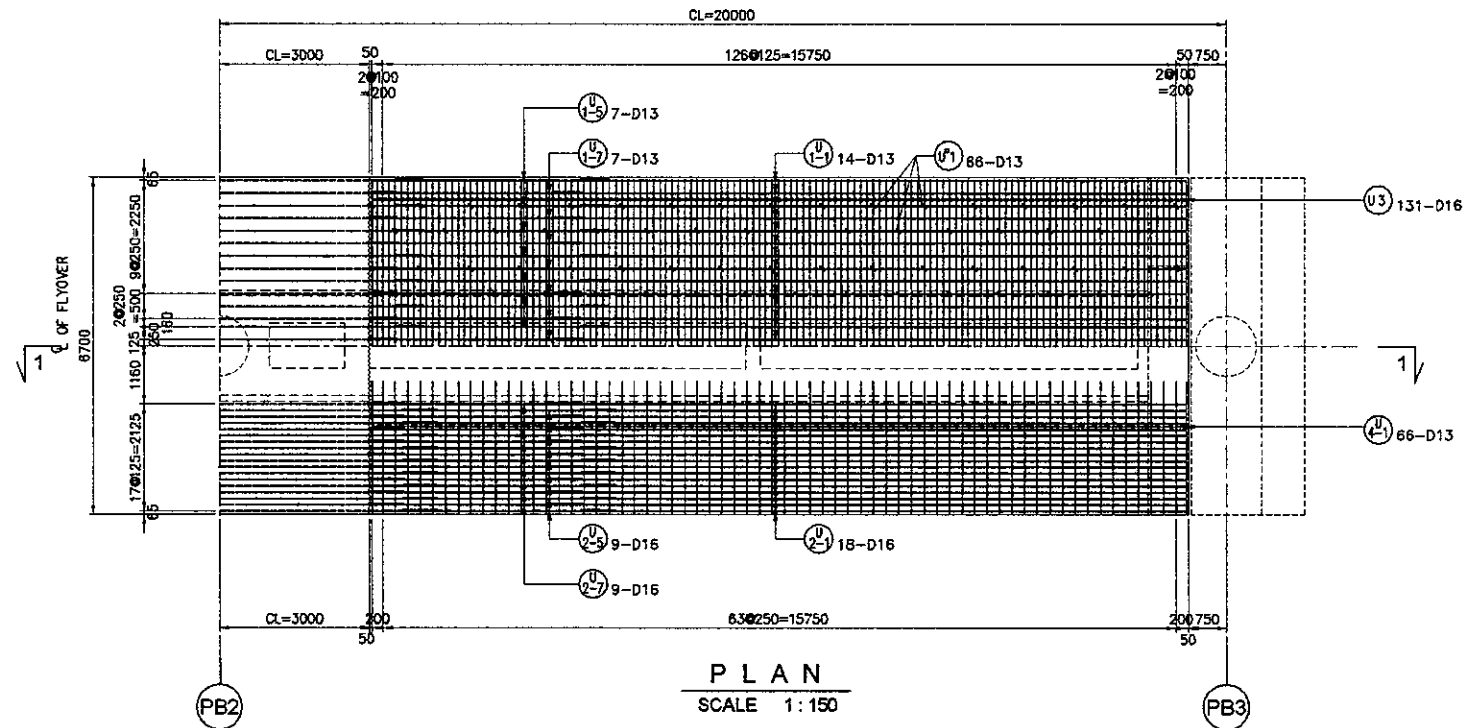 CL=20000
CL=3000
50
126@125=15750
50 750
2@100
=200
2@100
=200
U
1-5 7-D13
U
1-7 7-D13
U
1-1 14-D13
UP1 66-D13
U3 131-D16
65
9@250=2250
2@250
=500
180
250
125
6700
℄ OF FLYOVER
1
1
1160
17@125=2125
65
U
4-1 66-D13
U
2-5 9-D16
U
2-1 18-D16
U
2-7 9-D16
CL=3000
200
50
63@250=15750
200 750
50
PLAN
SCALE 1:150
PB2
PB3